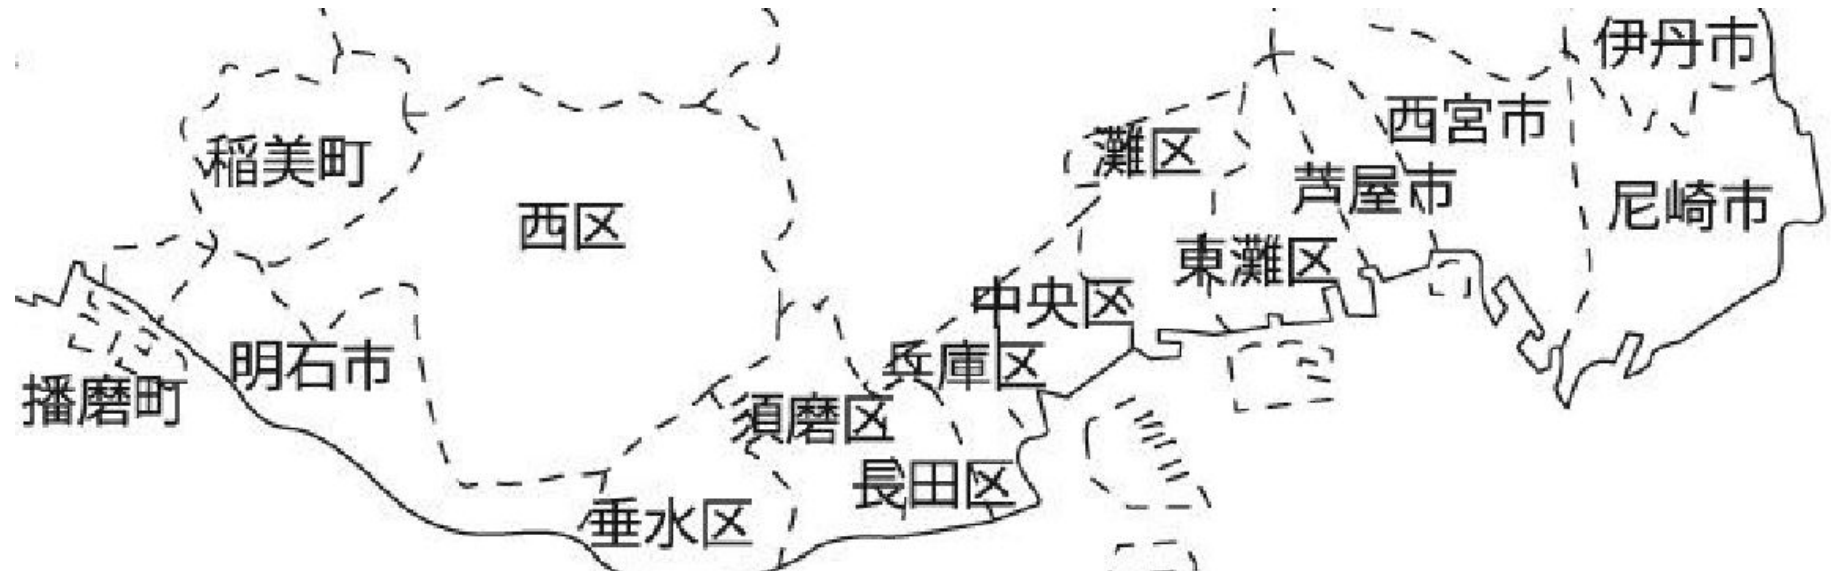 伊丹市
西宮市
灘区
稲美町
芦屋市
尼崎市
西区
東灘区
中央区
明石市
兵庫区
播磨町
須磨区
長田区
垂水区